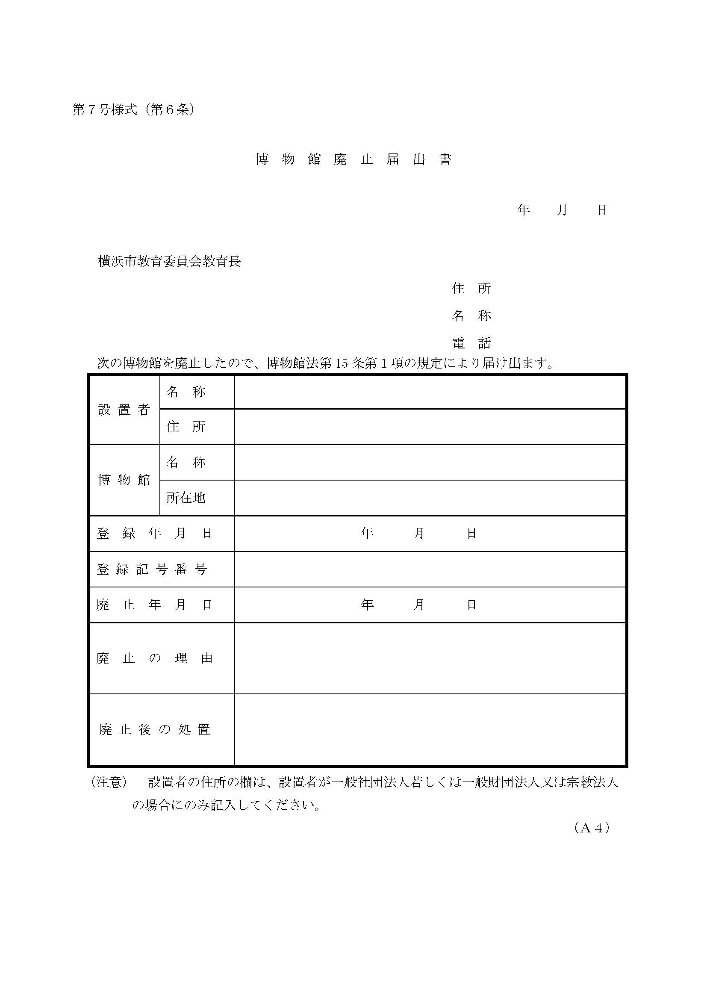 第７号様式（第６条）
博　物　館　廃　止　届　出　書
年　　月　　日
横浜市教育委員会教育長
住　所
名　称
電　話
次の博物館を廃止したので、博物館法第 15 条第１項の規定により届け出ます。
設 置 者
名　称
住　所
博 物 館
名　称
所在地
登　録　年　月　日　　　年　　　月　　　日
登 録 記 号 番 号
廃　止　年　月　日　　　年　　　月　　　日
廃　止　の　理　由
廃 止 後 の 処 置
（注意）　設置者の住所の欄は、設置者が一般社団法人若しくは一般財団法人又は宗教法人
の場合にのみ記入してください。
（A４）